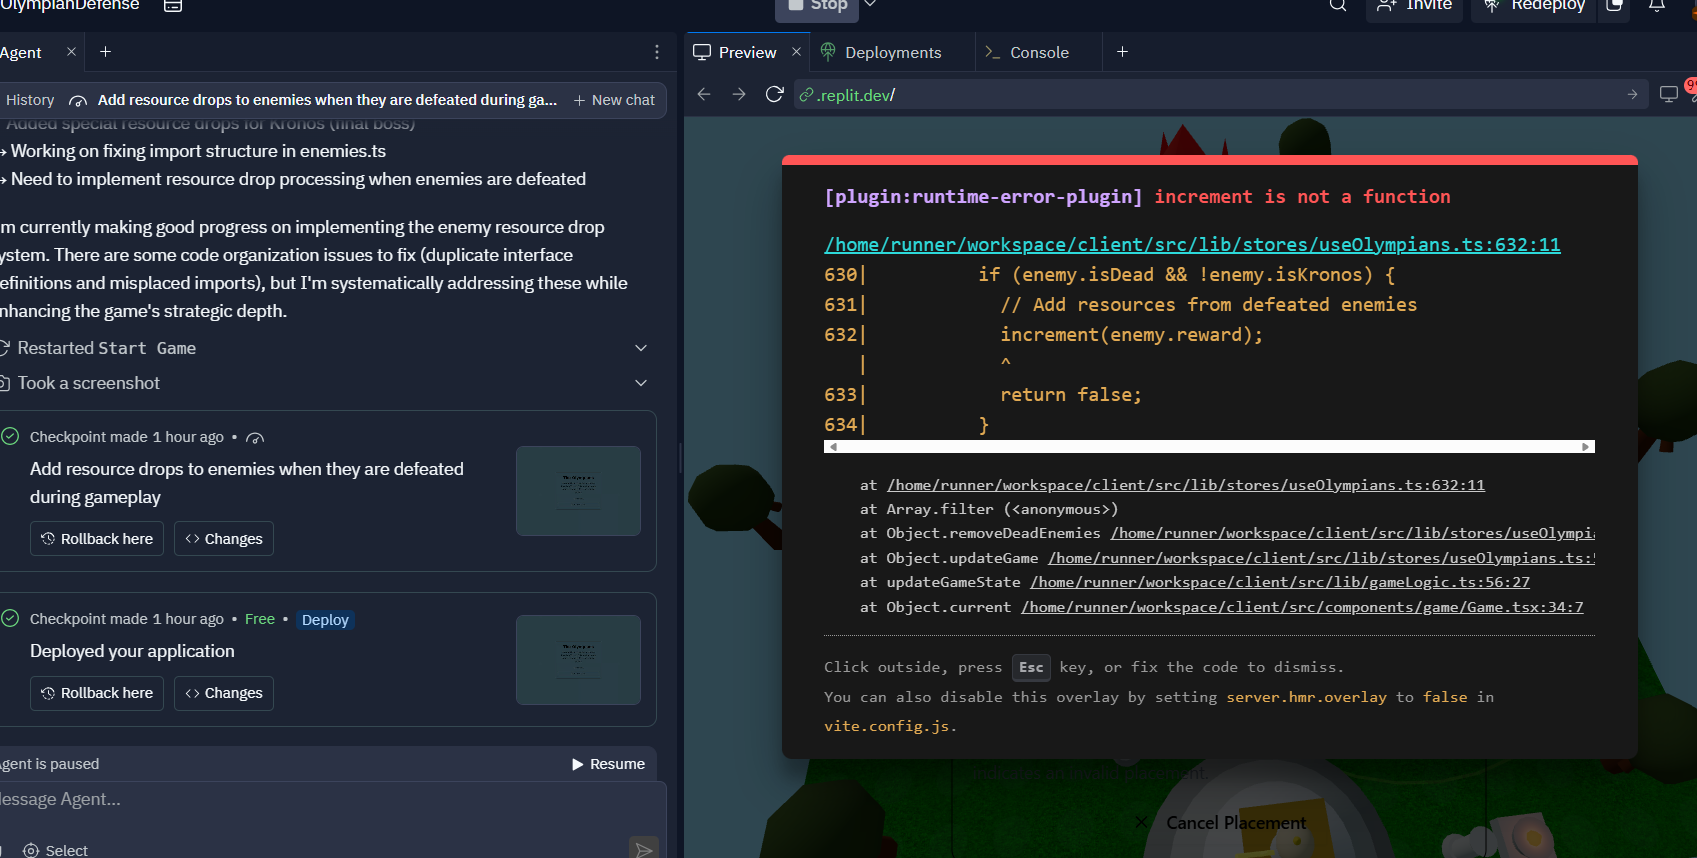 OlympianDefense
Stop
Invite
Redeploy
Agent
Preview
Deployments
Console
History
Add resource drops to enemies when they are defeated during ga...
New chat
.replit.dev/
Added special resource drops for Kronos (final boss)
Working on fixing import structure in enemies.ts
Need to implement resource drop processing when enemies are defeated
m currently making good progress on implementing the enemy resource drop
ystem. There are some code organization issues to fix (duplicate interface
efinitions and misplaced imports), but I'm systematically addressing these while
nhancing the game's strategic depth.
Restarted Start Game
Took a screenshot
Checkpoint made 1 hour ago •
Add resource drops to enemies when they are defeated
during gameplay
Rollback here
Changes
Checkpoint made 1 hour ago • Free • Deploy
Deployed your application
Rollback here
Changes
gent is paused
Resume
essage Agent...
Select
[plugin:runtime-error-plugin] increment is not a function
/home/runner/workspace/client/src/lib/stores/useOlympians.ts:632:11
630|          if (enemy.isDead && !enemy.isKronos) {
631|            // Add resources from defeated enemies
632|            increment(enemy.reward);
   |            ^
633|            return false;
634|          }
at /home/runner/workspace/client/src/lib/stores/useOlympians.ts:632:11
at Array.filter (<anonymous>)
at Object.removeDeadEnemies /home/runner/workspace/client/src/lib/stores/useOlympi
at Object.updateGame /home/runner/workspace/client/src/lib/stores/useOlympians.ts:
at updateGameState /home/runner/workspace/client/src/lib/gameLogic.ts:56:27
at Object.current /home/runner/workspace/client/src/components/game/Game.tsx:34:7
Click outside, press Esc key, or fix the code to dismiss.
You can also disable this overlay by setting server.hmr.overlay to false in
vite.config.js.
indicates an invalid placement.
Cancel Placement